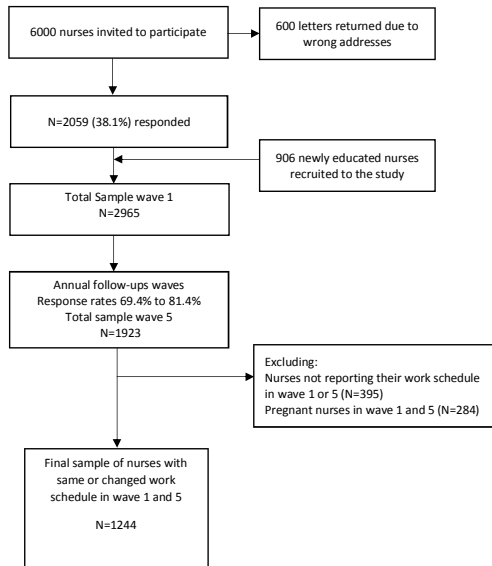 6000 nurses invited to participate
600 letters returned due to
wrong addresses
N=2059 (38.1%) responded
906 newly educated nurses
recruited to the study
Total Sample wave 1
N=2965
Annual follow-ups waves
Response rates 69.4% to 81.4%
Total sample wave 5
N=1923
Excluding:
Nurses not reporting their work schedule
in wave 1 or 5 (N=395)
Pregnant nurses in wave 1 and 5 (N=284)
Final sample of nurses with
same or changed work
schedule in wave 1 and 5
N=1244